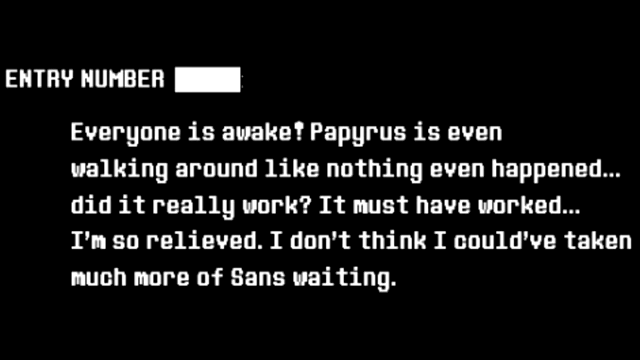 ENTRY NUMBER
Everyone is awake! Papyrus is even
walking around like nothing even happened...
did it really work? It must have worked...
I'm so relieved. I don't think I could've taken
much more of Sans waiting.